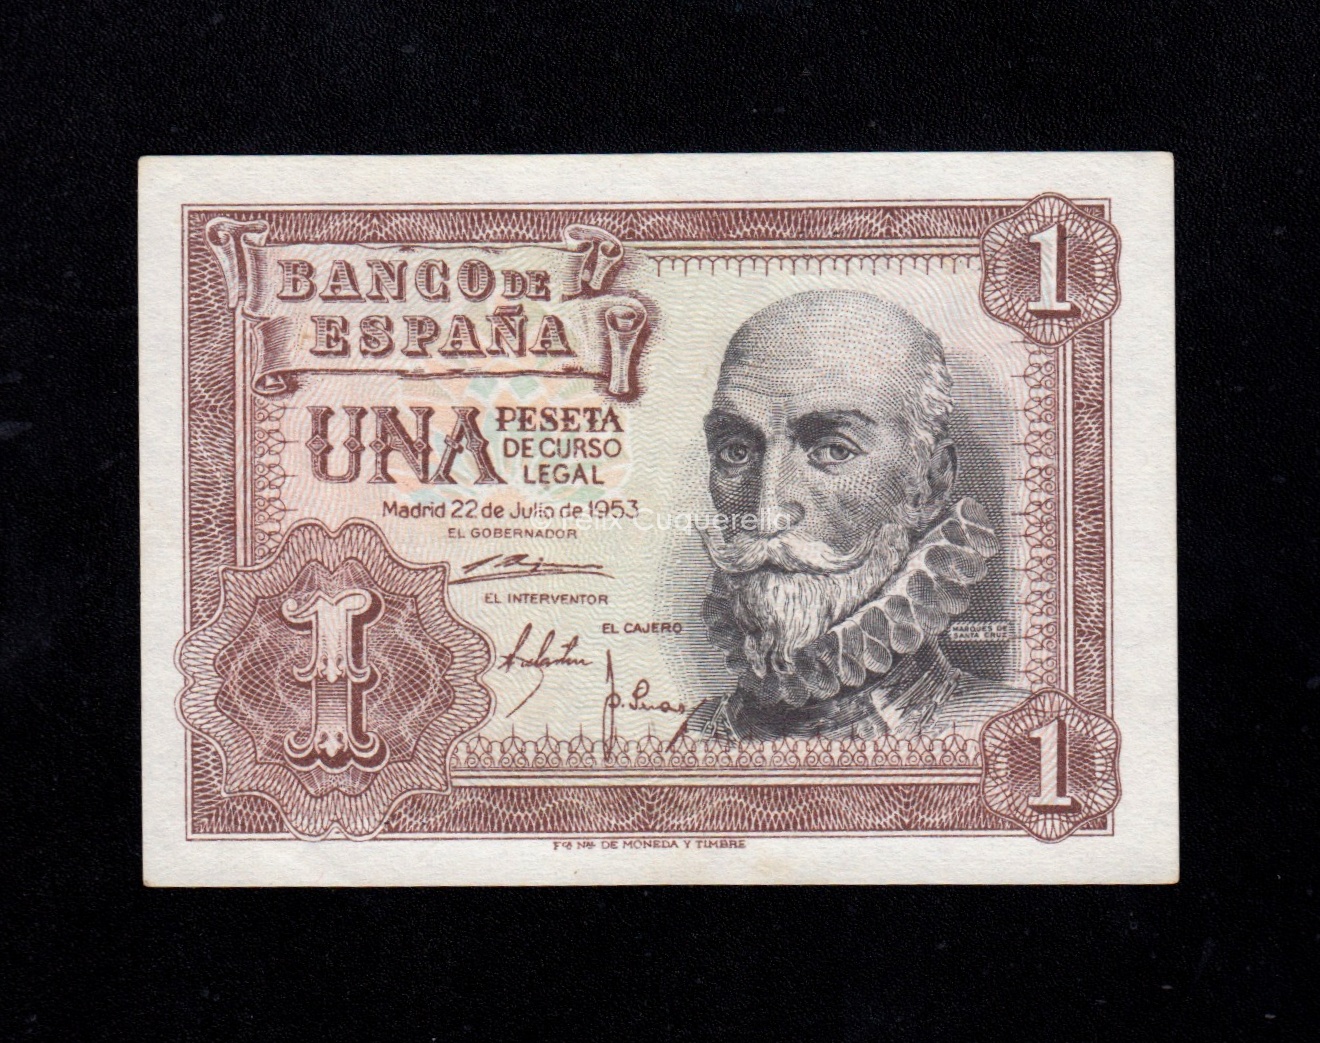 BANCO DE
ESPAÑA
UNA PESETA
DE CURSO
LEGAL
Madrid 22 de Julio de 1953
© Félix Cuquerella
EL GOBERNADOR
EL INTERVENTOR
EL CAJERO
MARQUES DE
SANTA CRUZ
1
1
1
Fca Nal DE MONEDA Y TIMBRE